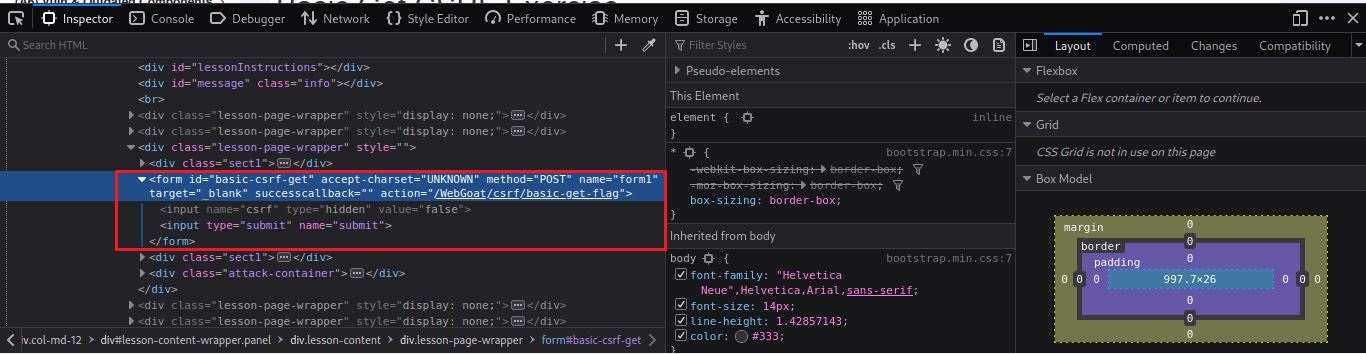 Inspector Console Debugger Network Style Editor Performance Memory Storage Accessibility Application
Search HTML
<div id="lessonInstructions"></div>
<div id="message" class="info"></div>
<br>
<div class="lesson-page-wrapper" style="display: none;"></div>
<div class="lesson-page-wrapper" style="display: none;"></div>
<div class="lesson-page-wrapper" style="">
<div class="sect1"></div>
<form id="basic-csrf-get" accept-charset="UNKNOWN" method="POST" name="form1"
target="_blank" successcallback="" action="/WebGoat/csrf/basic-get-flag">
<input name="csrf" type="hidden" value="false">
<input type="submit" name="submit">
</form>
<div class="sect1"></div>
<div class="attack-container"></div>
</div>
<div class="lesson-page-wrapper" style="display: none;"></div>
<div class="lesson-page-wrapper" style="display: none;"></div>
iv.col-md-12 div#lesson-content-wrapper.panel div.lesson-content div.lesson-page-wrapper form#basic-csrf-get
Filter Styles :hov .cls
Pseudo-elements
This Element
element { inline
}
* { bootstrap.min.css:7
-webkit-box-sizing: border-box;
-moz-box-sizing: border-box;
box-sizing: border-box;
}
Inherited from body
body { bootstrap.min.css:7
font-family: "Helvetica
Neue",Helvetica,Arial,sans-serif;
font-size: 14px;
line-height: 1.42857143;
color: #333;
}
Layout Computed Changes Compatibility
Flexbox
Select a Flex container or item to continue.
Grid
CSS Grid is not in use on this page
Box Model
margin 0
border 0
padding 0
0 0 0 997.7×26 0 0 0
0
0
0